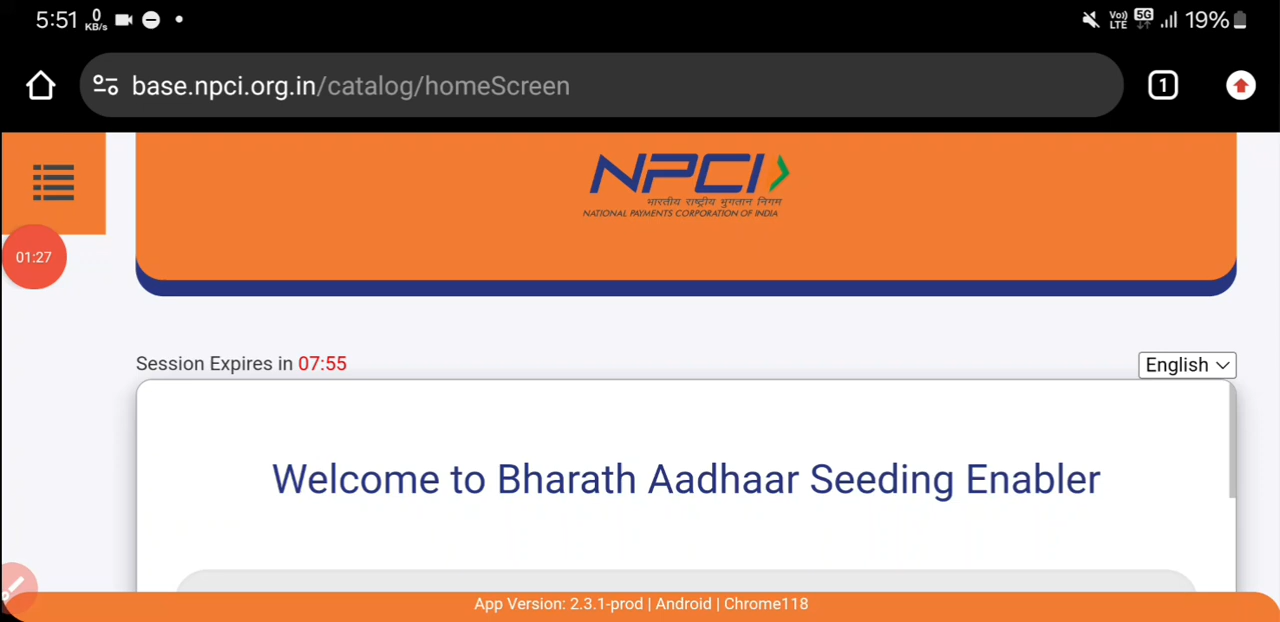 5:51 0 KB/s Vo)) LTE 5G 19%
base.npci.org.in/catalog/homeScreen 1
NPCI
भारतीय राष्ट्रीय भुगतान निगम
NATIONAL PAYMENTS CORPORATION OF INDIA
01:27
Session Expires in 07:55 English
Welcome to Bharath Aadhaar Seeding Enabler
App Version: 2.3.1-prod | Android | Chrome118